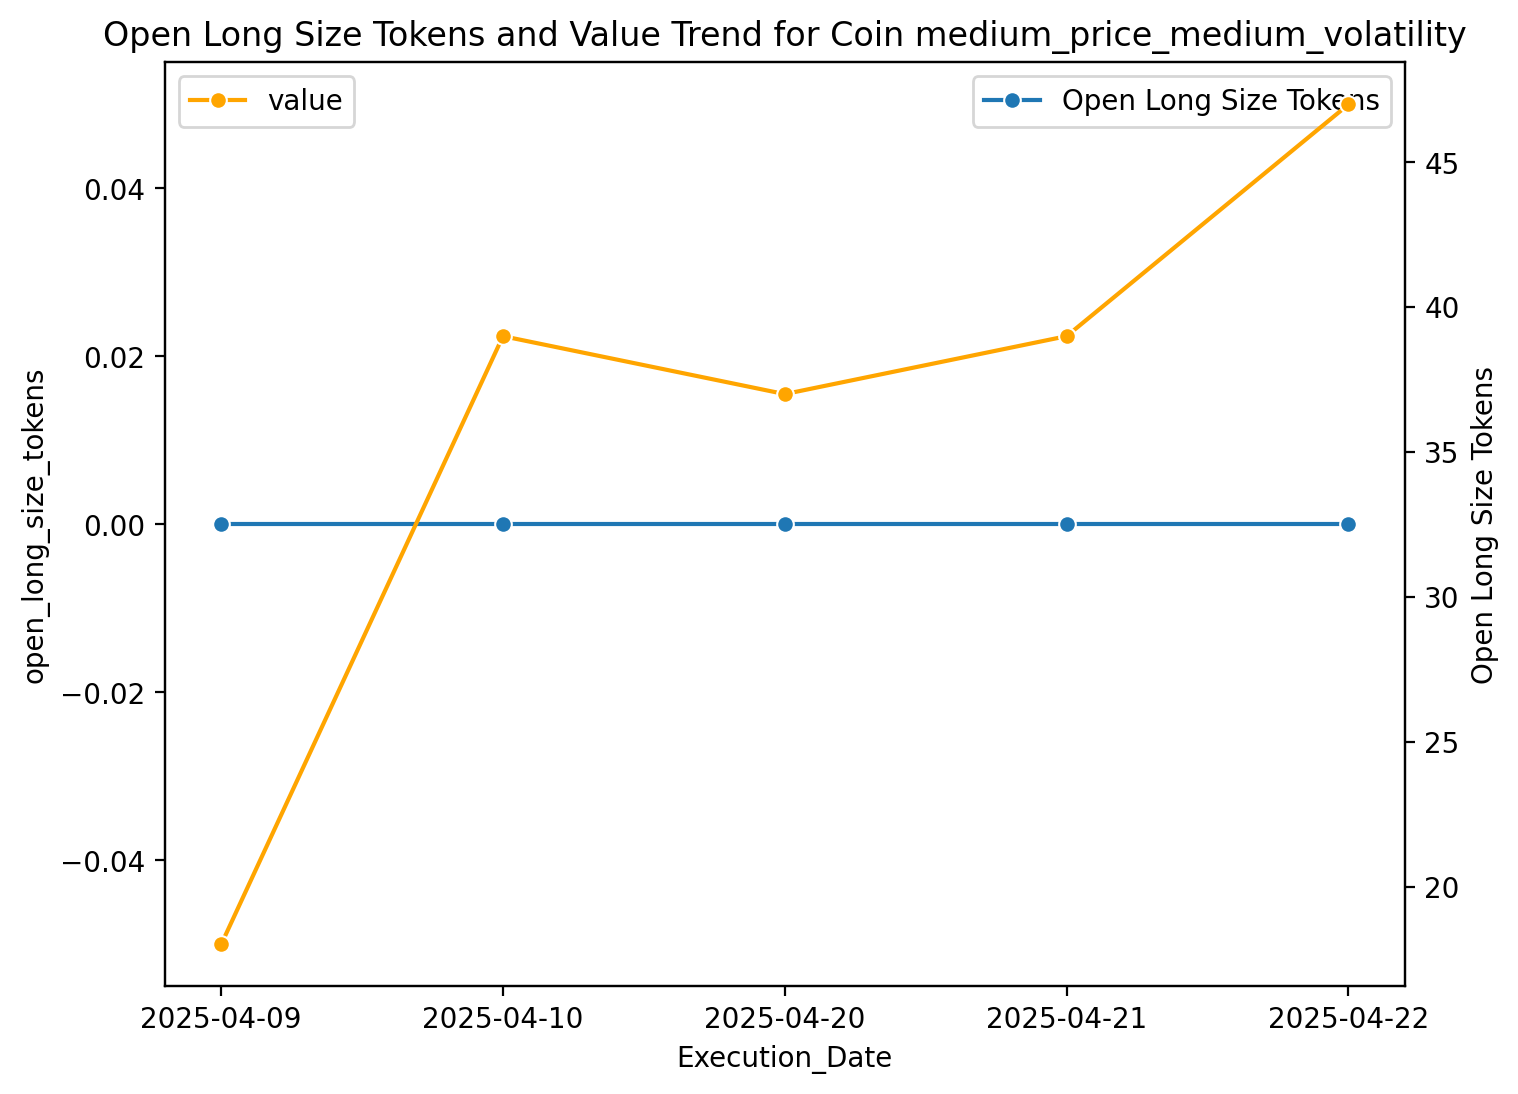 Open Long Size Tokens and Value Trend for Coin medium_price_medium_volatility
value
Open Long Size Tokens
0.04
0.02
0.00
−0.02
−0.04
open_long_size_tokens
45
40
35
30
25
20
Open Long Size Tokens
2025-04-09 2025-04-10 2025-04-20 2025-04-21 2025-04-22
Execution_Date